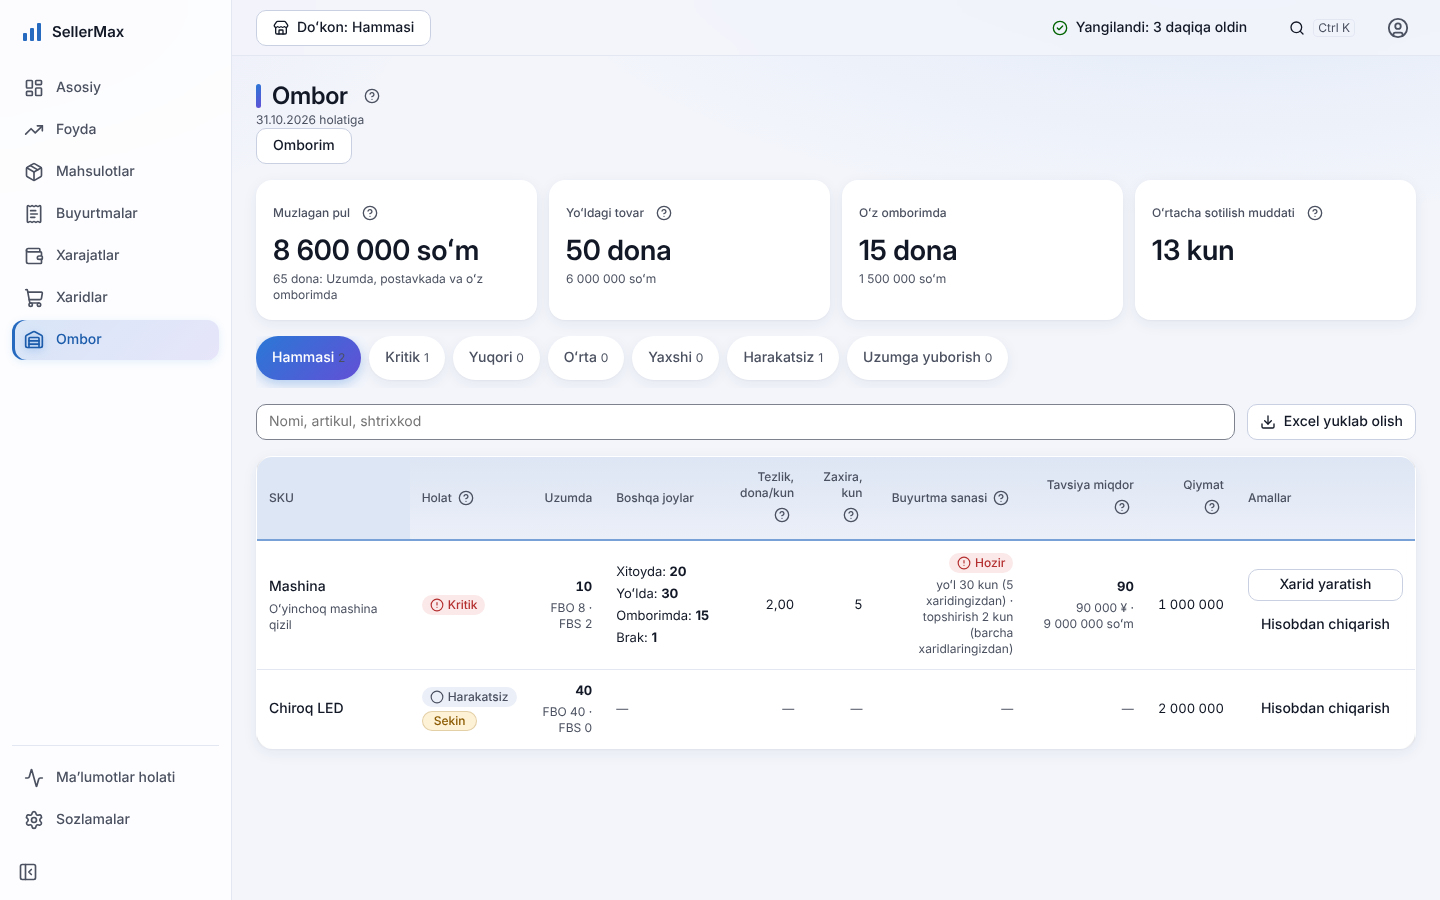 SellerMax
Do‘kon: Hammasi
Yangilandi: 3 daqiqa oldin
Ctrl K
Asosiy
Foyda
Mahsulotlar
Buyurtmalar
Xarajatlar
Xaridlar
Ombor
Ma’lumotlar holati
Sozlamalar
Ombor
31.10.2026 holatiga
Omborim
Muzlagan pul
8 600 000 so‘m
65 dona: Uzumda, postavkada va o‘z
omborimda
Yo‘ldagi tovar
50 dona
6 000 000 so‘m
O‘z omborimda
15 dona
1 500 000 so‘m
O‘rtacha sotilish muddati
13 kun
Hammasi 2
Kritik 1
Yuqori 0
O‘rta 0
Yaxshi 0
Harakatsiz 1
Uzumga yuborish 0
Nomi, artikul, shtrixkod
Excel yuklab olish
SKU
Holat
Uzumda
Boshqa joylar
Tezlik,
dona/kun
Zaxira,
kun
Buyurtma sanasi
Tavsiya miqdor
Qiymat
Amallar
Mashina
O‘yinchoq mashina
qizil
Kritik
10
FBO 8 ·
FBS 2
Xitoyda: 20
Yo‘lda: 30
Omborimda: 15
Brak: 1
2,00
5
Hozir
yo‘l 30 kun (5
xaridingizdan) ·
topshirish 2 kun
(barcha
xaridlaringizdan)
90
90 000 ¥ ·
9 000 000 so‘m
1 000 000
Xarid yaratish
Hisobdan chiqarish
Chiroq LED
Harakatsiz
Sekin
40
FBO 40 ·
FBS 0
—
—
—
—
—
2 000 000
Hisobdan chiqarish